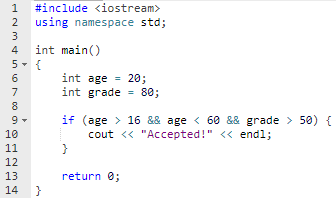 1 #include <iostream>
2 using namespace std;
3
4 int main()
5 {
6     int age = 20;
7     int grade = 80;
8
9     if (age > 16 && age < 60 && grade > 50) {
10         cout << "Accepted!" << endl;
11     }
12
13     return 0;
14 }